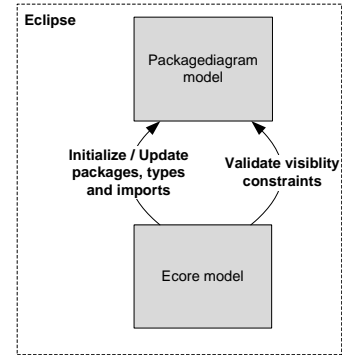 Eclipse
Packagediagram
model
Initialize / Update
packages, types
and imports
Validate visiblity
constraints
Ecore model